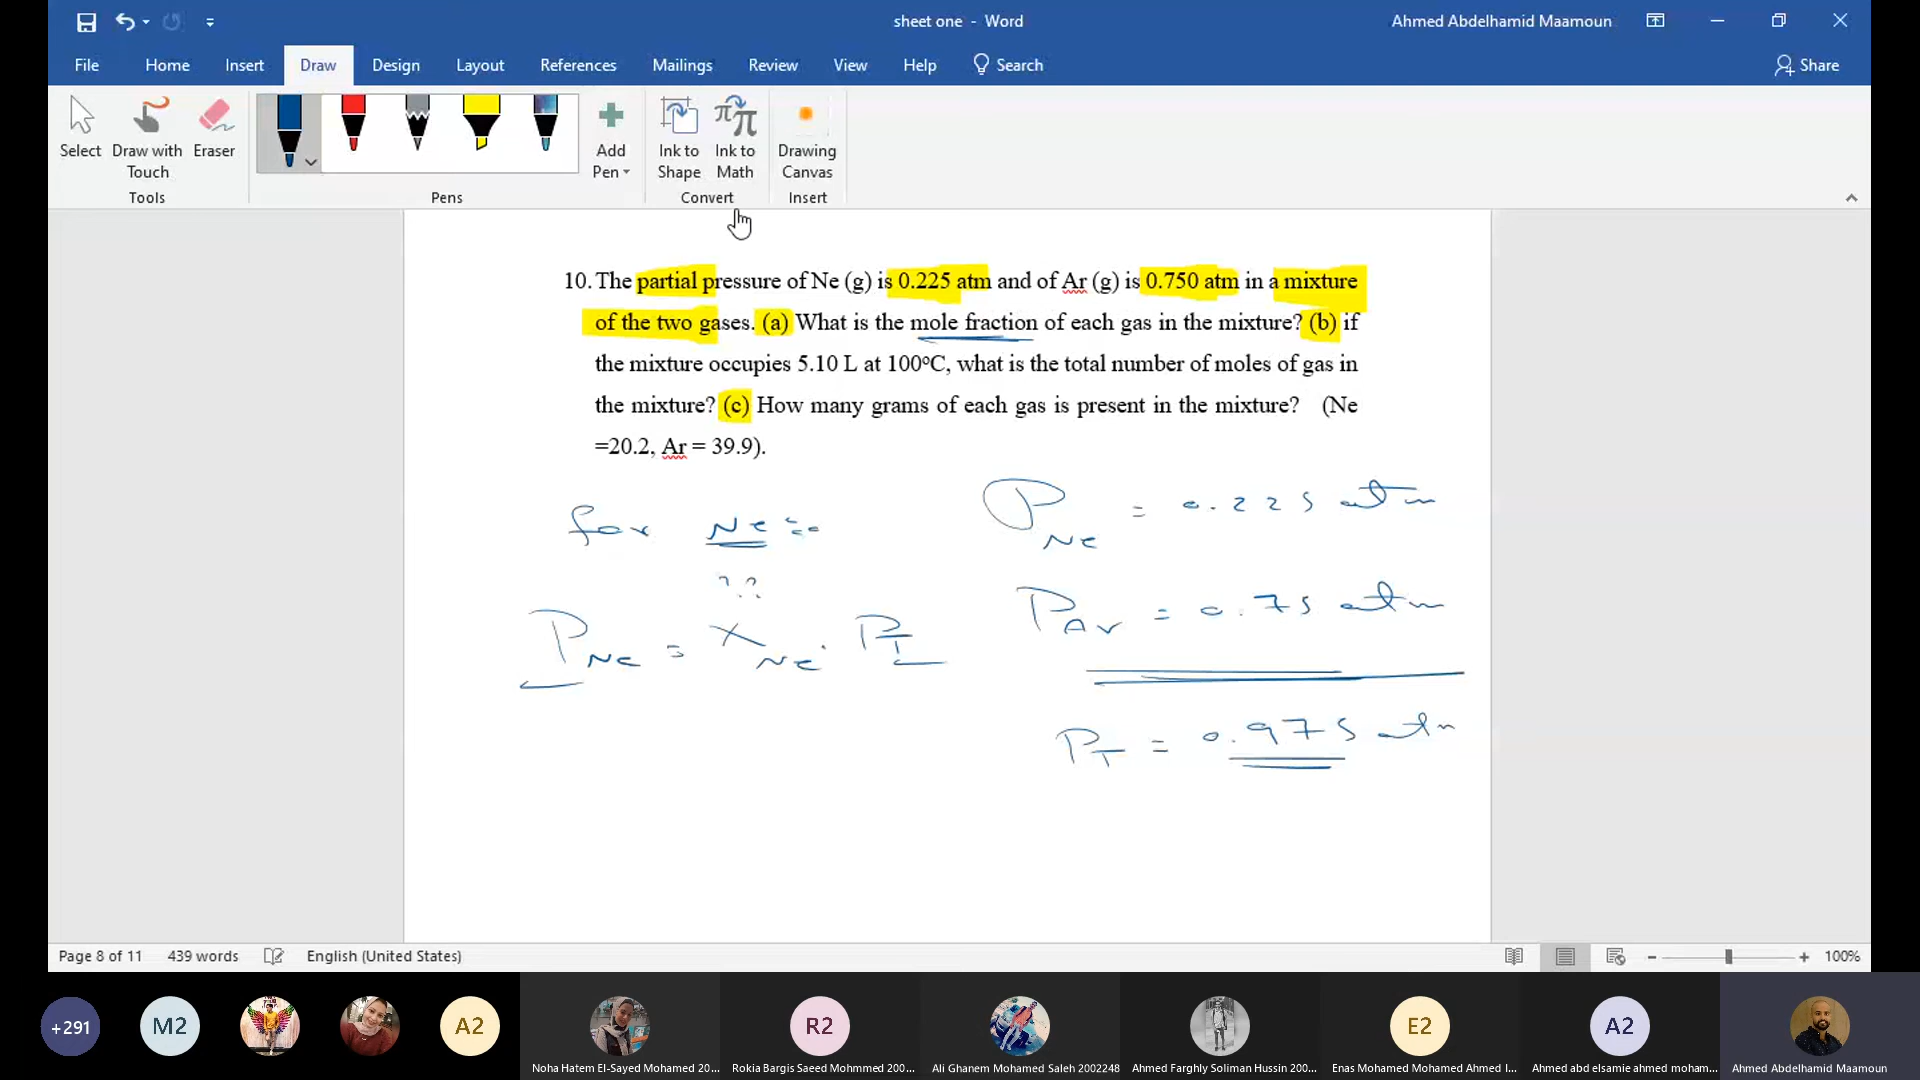 sheet one - Word
Ahmed Abdelhamid Maamoun
File Home Insert Draw Design Layout References Mailings Review View Help Search Share
Select Draw with Touch Eraser Add Pen Ink to Shape Ink to Math Drawing Canvas
Tools Pens Convert Insert
10. The partial pressure of Ne (g) is 0.225 atm and of Ar (g) is 0.750 atm in a mixture
of the two gases. (a) What is the mole fraction of each gas in the mixture? (b) if
the mixture occupies 5.10 L at 100°C, what is the total number of moles of gas in
the mixture? (c) How many grams of each gas is present in the mixture? (Ne
=20.2, Ar = 39.9).
for Ne :=
P Ne = 0.225 atm
??
P Ne = X Ne . P T
P Ar = 0.75 atm
P T = 0.975 atm
Page 8 of 11 439 words English (United States) 100%
+291 M2 A2 R2 E2 A2
Noha Hatem El-Sayed Mohamed 20... Rokia Bargis Saeed Mohmmed 200... Ali Ghanem Mohamed Saleh 2002248 Ahmed Farghly Soliman Hussin 200... Enas Mohamed Mohamed Ahmed I... Ahmed abd elsamie ahmed moham... Ahmed Abdelhamid Maamoun